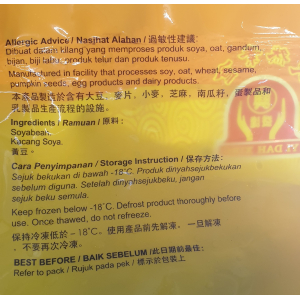 Allergic Advice / Nasihat Alahan / 過敏性建議:
Dibuat dalam kilang yang memproses produk soya, oat, gandum,
bijan, biji labu, produk telur dan produk tenusu.
Manufactured in facility that processes soy, oat, wheat, sesame,
pumpkin seeds, egg products and dairy products
本產品製造於含有大豆、麥片、小麥、芝麻、南瓜籽、蛋製品和
乳製品生產流程的設施。
Ingredients / Ramuan / 原料:
Soyabean.
Kacang Soya.
黃豆。
Cara Penyimpanan / Storage Instruction / 保存方法:
Sejuk bekukan di bawah -18°C. Produk dinyahsejukbekukan
sebelum diguna. Setelah dinyahsejukbeku, jangan
sejuk beku semula.
Keep frozen below -18°C. Defrost product thoroughly before
use. Once thawed, do not refreeze.
保持冷凍低於 -18°C。使用產品前先解凍。一旦解凍
，不要再次冷凍。
BEST BEFORE / BAIK SEBELUM /此日期前最佳:
Refer to pack / Rujuk pada pek / 標示於包裝上